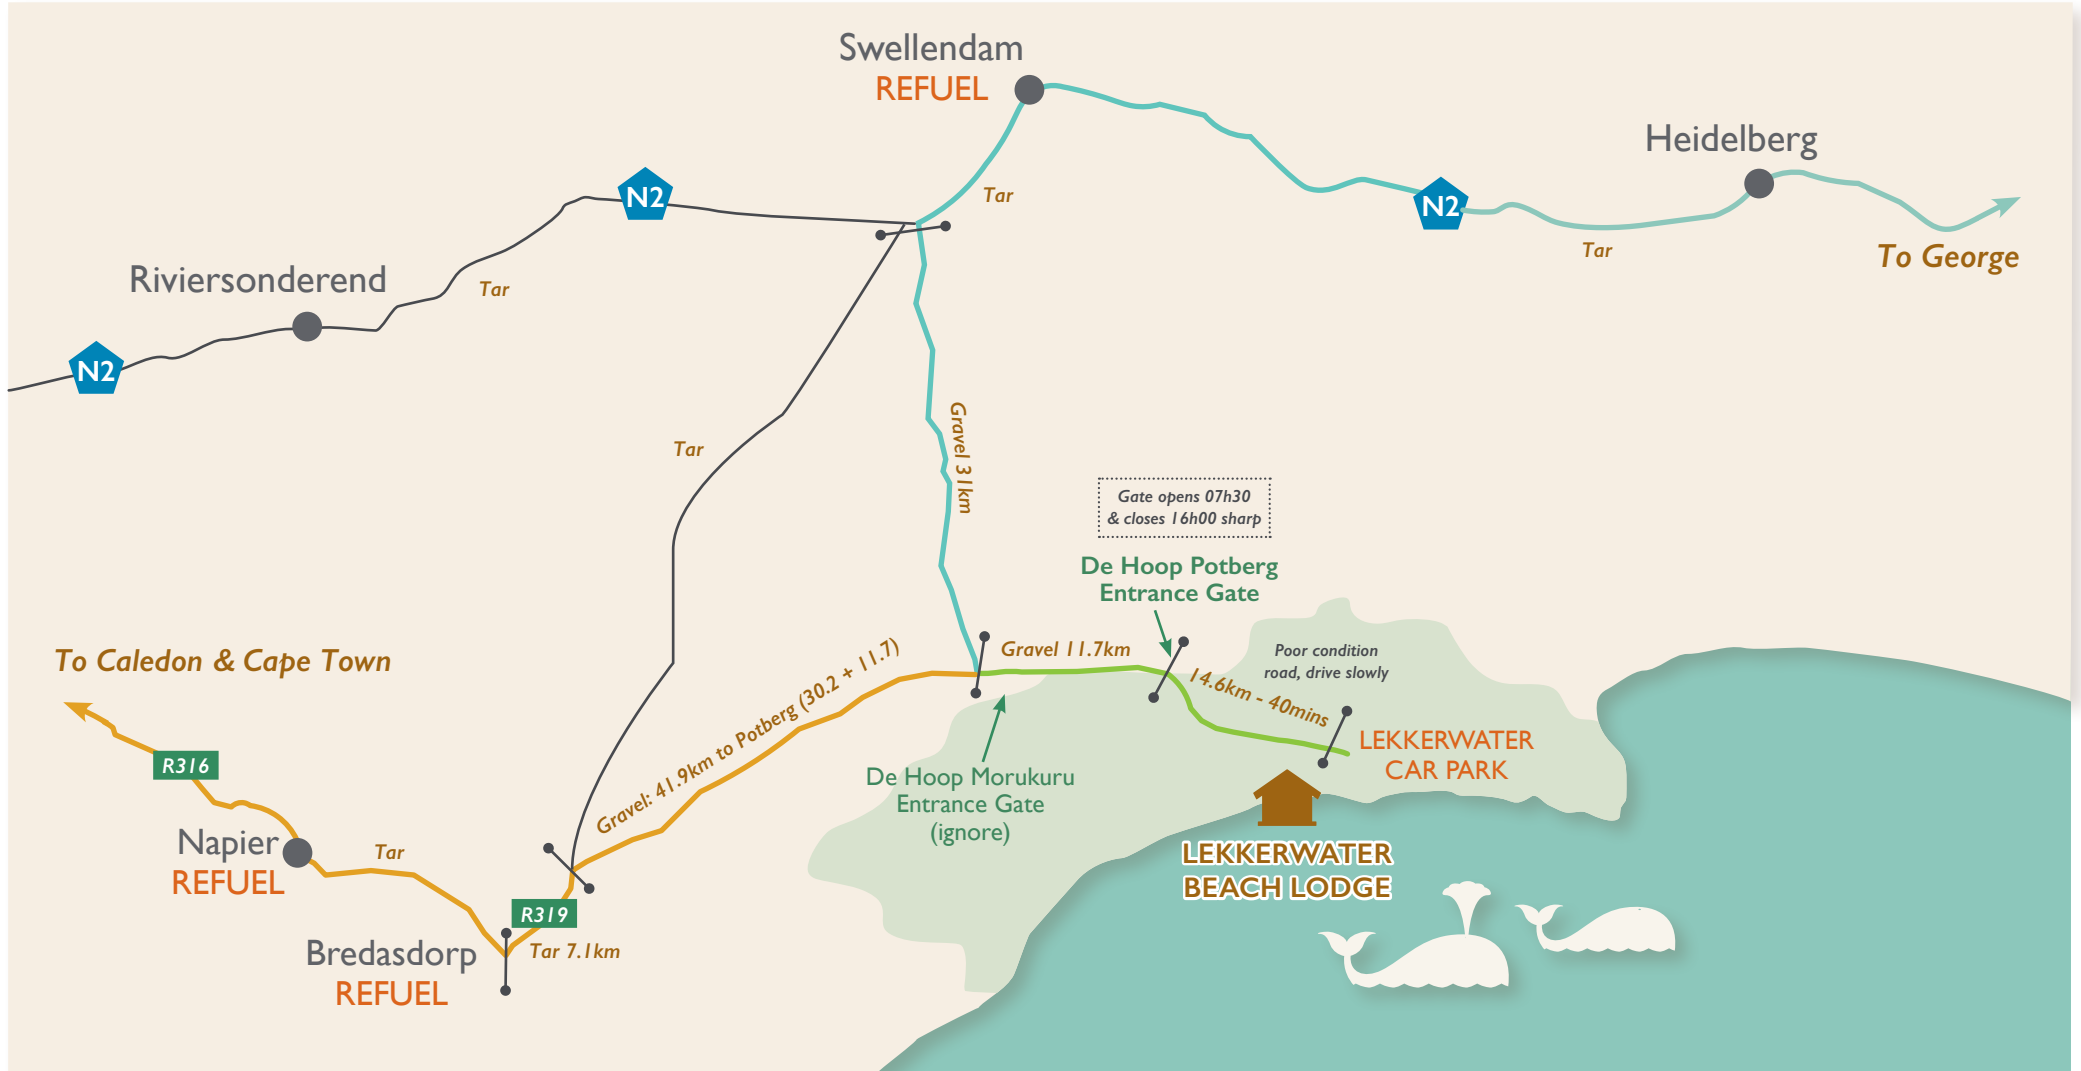 Swellendam
REFUEL
Heidelberg
N2
Tar
N2
Tar
To George
Riviersonderend
Tar
N2
Gravel 31km
Tar
Gate opens 07h30
& closes 16h00 sharp
De Hoop Potberg
Entrance Gate
To Caledon & Cape Town
Gravel: 41.9km to Potberg (30.2 + 11.7)
Gravel 11.7km
Poor condition
road, drive slowly
14.6km - 40mins
LEKKERWATER
CAR PARK
R316
De Hoop Morukuru
Entrance Gate
(ignore)
Napier
REFUEL
Tar
LEKKERWATER
BEACH LODGE
R319
Bredasdorp
REFUEL
Tar 7.1km